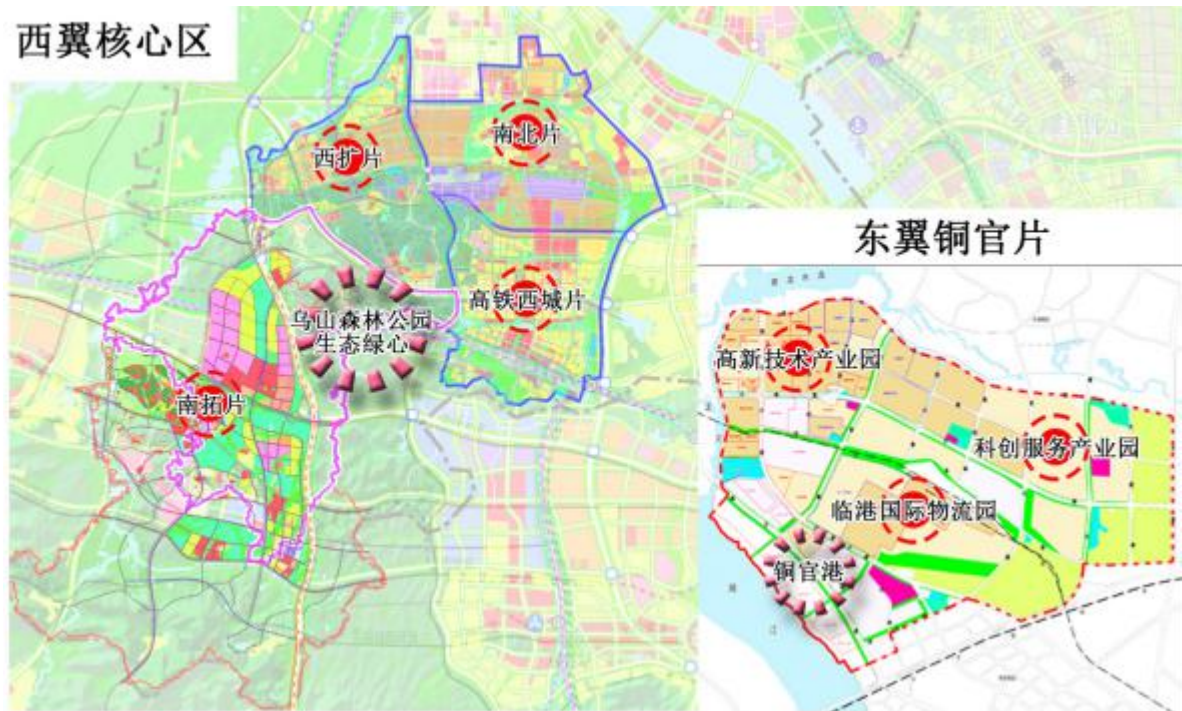 西翼核心区
南北片
西扩片
高铁西城片
乌山森林公园
生态绿心
南拓片
东翼铜官片
高新技术产业园
科创服务产业园
临港国际物流园
铜官港
湘
江